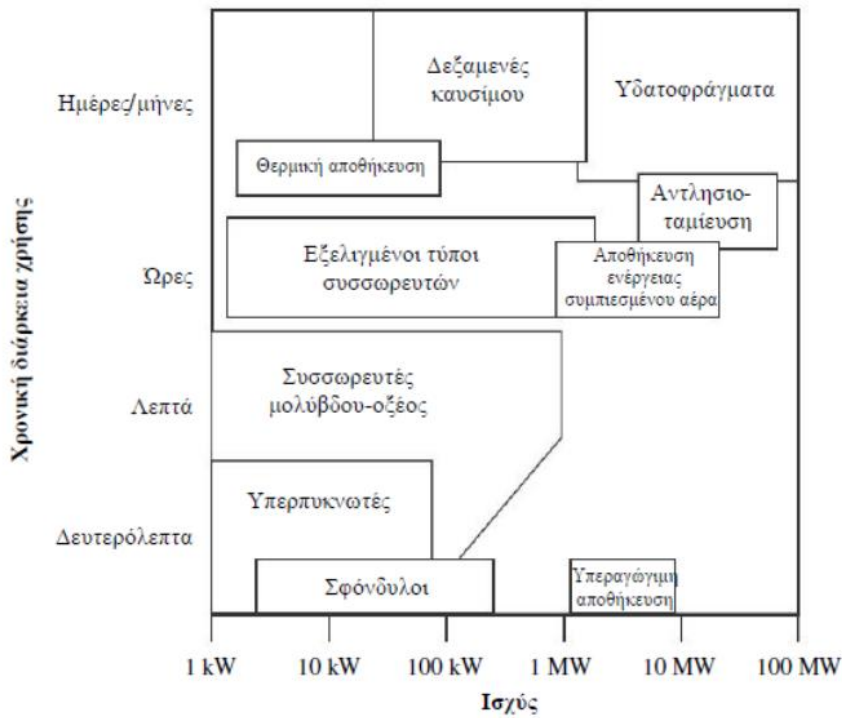 Χρονική διάρκεια χρήσης
Ημέρες/μήνες
Ώρες
Λεπτά
Δευτερόλεπτα
Δεξαμενές
καυσίμου
Υδατοφράγματα
Θερμική αποθήκευση
Αντλησιο-
ταμίευση
Εξελιγμένοι τύποι
συσσωρευτών
Αποθήκευση
ενέργειας
συμπιεσμένου αέρα
Συσσωρευτές
μολύβδου-οξέος
Υπερπυκνωτές
Σφόνδυλοι
Υπεραγώγιμη
αποθήκευση
1 kW
10 kW
100 kW
1 MW
10 MW
100 MW
Ισχύς